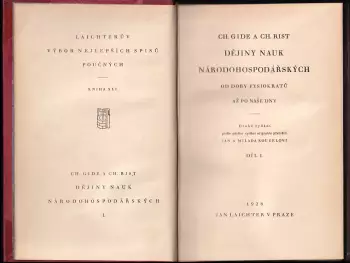 LAICHTERŮV
VÝBOR NEJLEPŠÍCH SPISŮ
POUČNÝCH
KNIHA XLI.
CH. GIDE A CH. RIST
DĚJINY NAUK
NÁRODOHOSPODÁŘSKÝCH
I.
CH. GIDE A CH. RIST
DĚJINY NAUK
NÁRODOHOSPODÁŘSKÝCH
OD DOBY FYSIOKRATŮ
AŽ PO NAŠE DNY
DÍL I.
1928
JAN LAICHTER V PRAZE